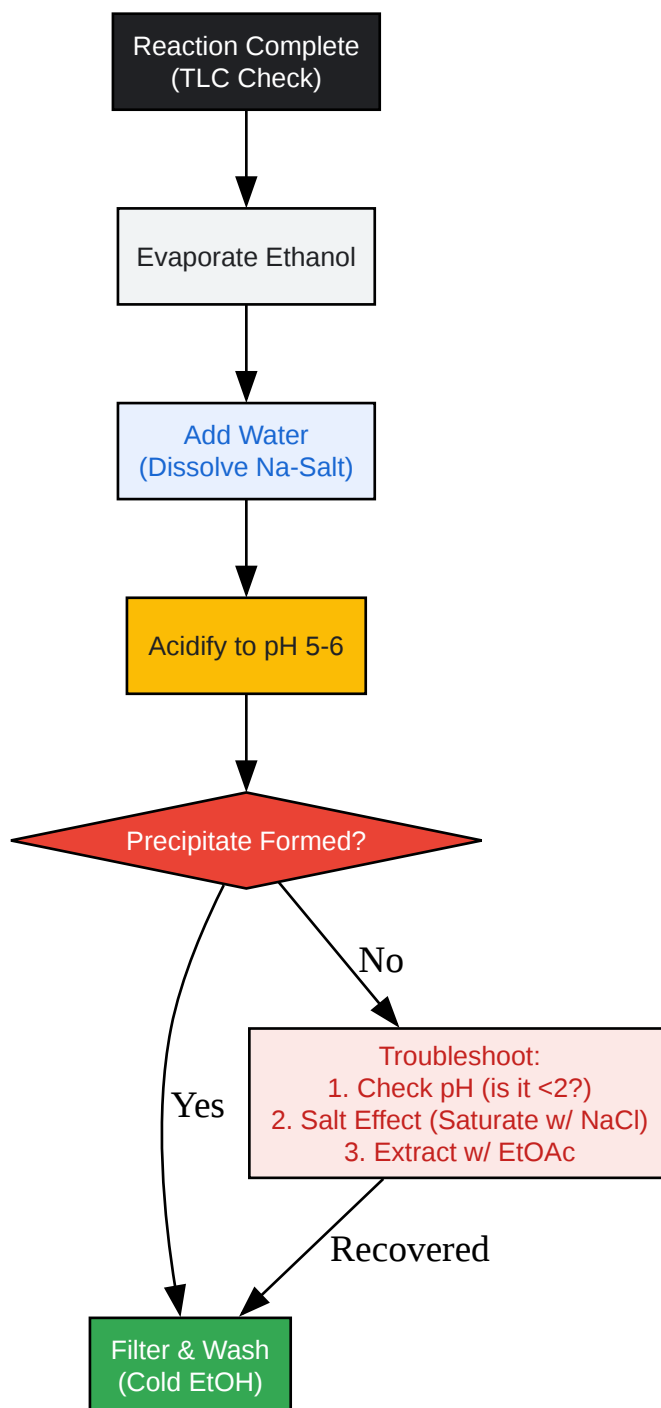 Reaction Complete
(TLC Check)
Evaporate Ethanol
Add Water
(Dissolve Na-Salt)
Acidify to pH 5-6
Precipitate Formed?
No
Troubleshoot:
1. Check pH (is it <2?)
2. Salt Effect (Saturate w/ NaCl)
3. Extract w/ EtOAc
Yes
Recovered
Filter & Wash
(Cold EtOH)